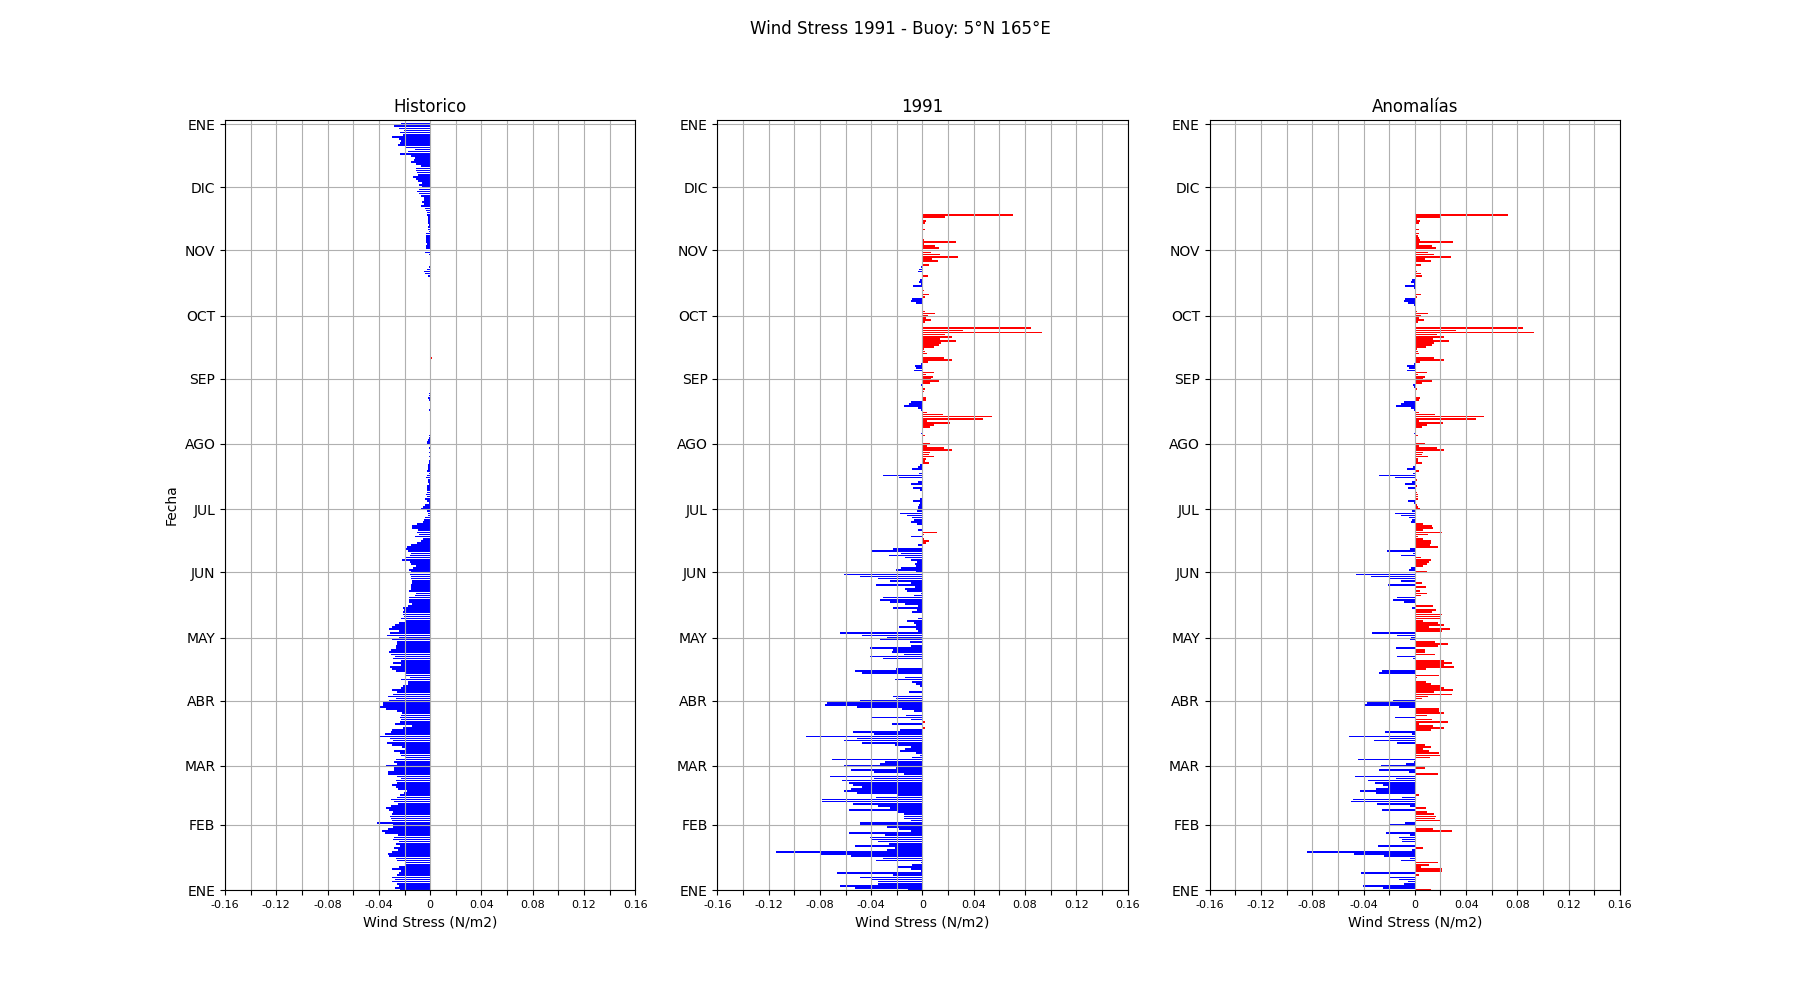 Wind Stress 1991 - Buoy: 5°N 165°E
Historico
1991
Anomalías
Fecha
ENE
DIC
NOV
OCT
SEP
AGO
JUL
JUN
MAY
ABR
MAR
FEB
ENE
-0.16 -0.12 -0.08 -0.04 0 0.04 0.08 0.12 0.16
Wind Stress (N/m2)
ENE
DIC
NOV
OCT
SEP
AGO
JUL
JUN
MAY
ABR
MAR
FEB
ENE
-0.16 -0.12 -0.08 -0.04 0 0.04 0.08 0.12 0.16
Wind Stress (N/m2)
ENE
DIC
NOV
OCT
SEP
AGO
JUL
JUN
MAY
ABR
MAR
FEB
ENE
-0.16 -0.12 -0.08 -0.04 0 0.04 0.08 0.12 0.16
Wind Stress (N/m2)